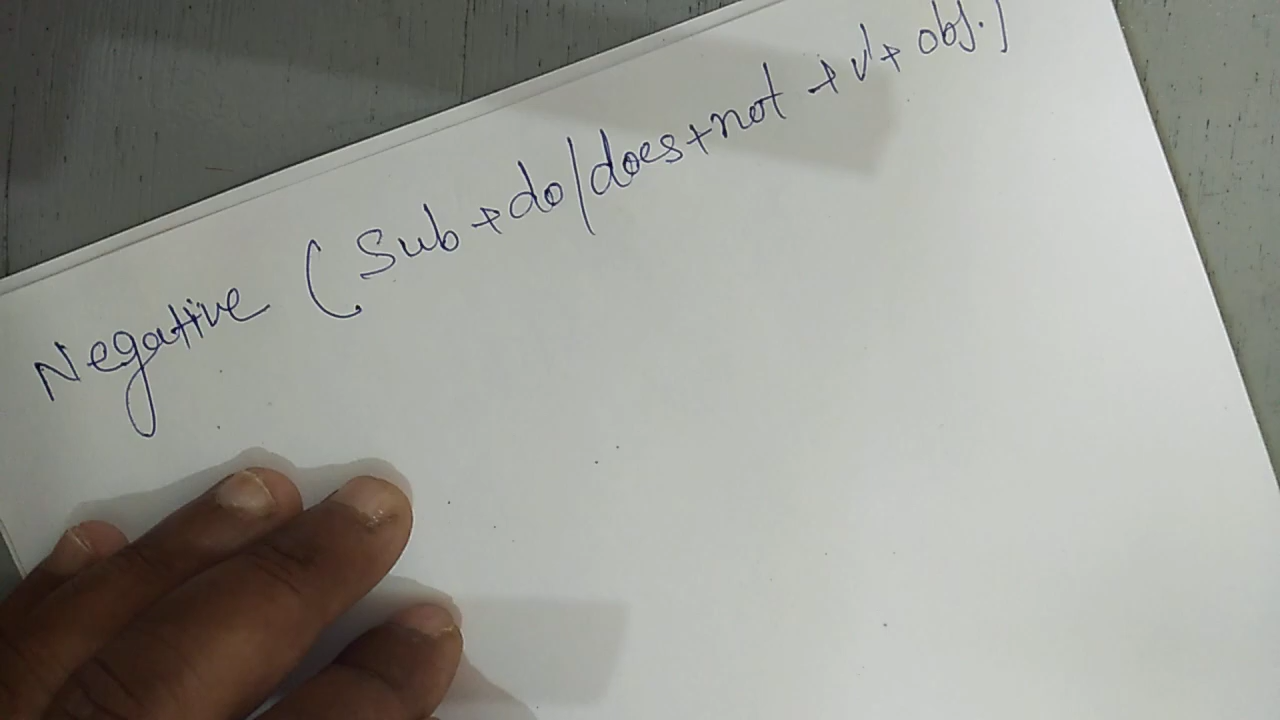 Negative (Sub + do/does+not + v¹ + obj.)